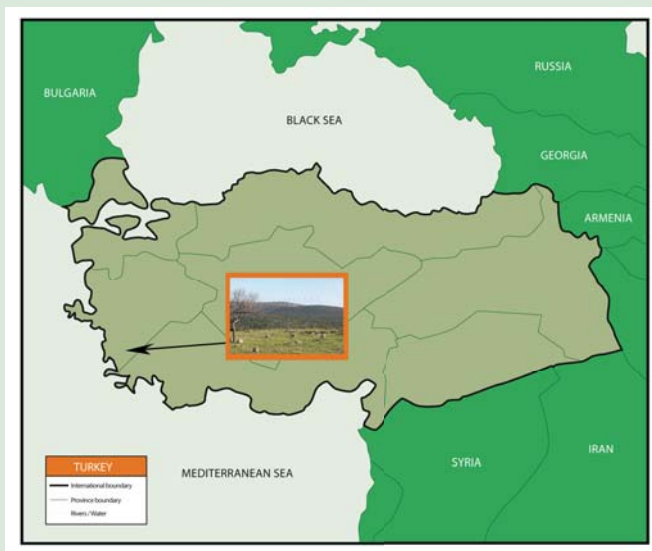 RUSSIA
BULGARIA
BLACK SEA
GEORGIA
ARMENIA
SYRIA
IRAN
MEDITERRANEAN SEA
TURKEY
International boundary
Province boundary
Rivers / Water